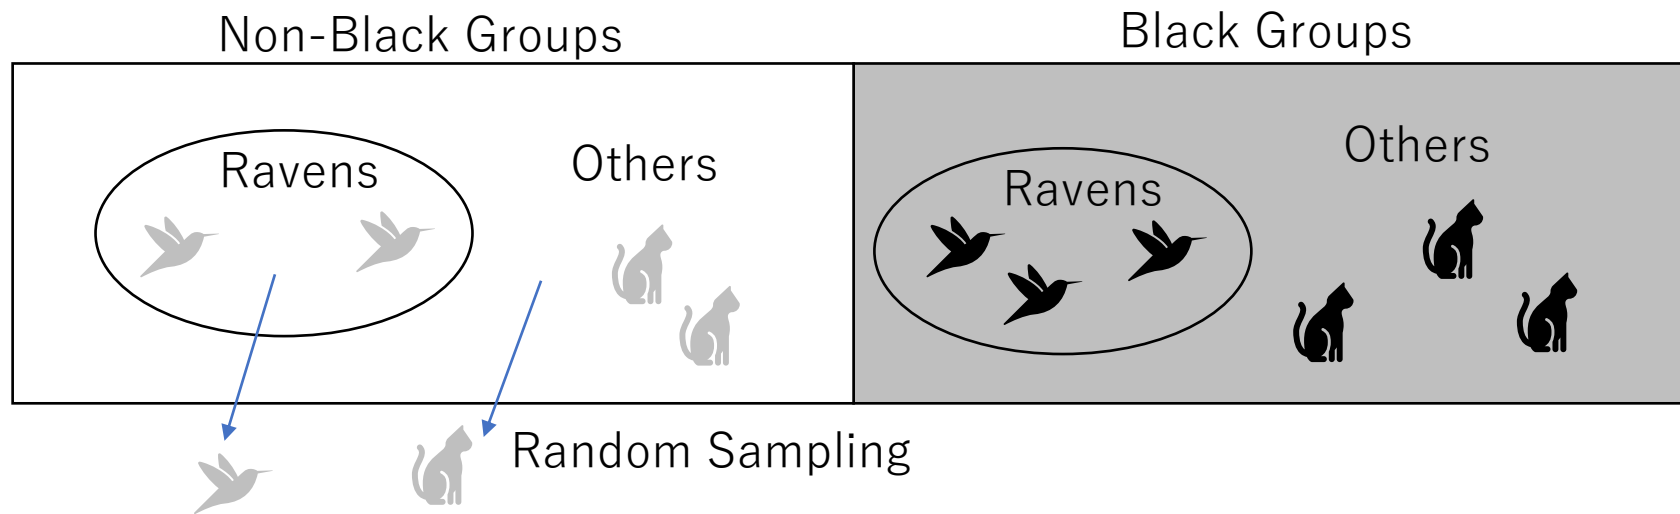 Non-Black Groups
Black Groups
Ravens
Others
Ravens
Others
Random Sampling